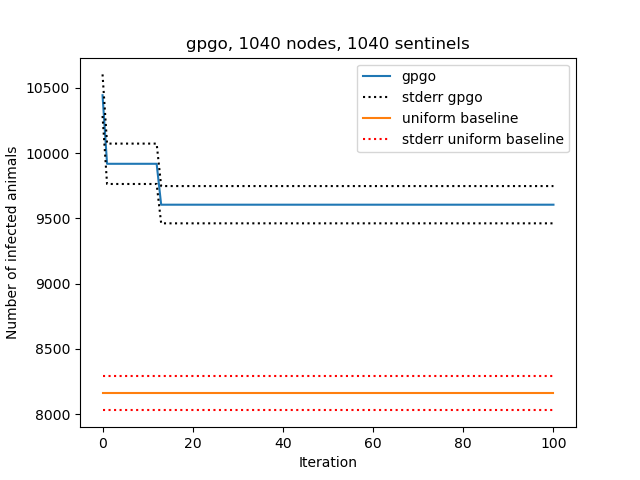 gpgo, 1040 nodes, 1040 sentinels
gpgo
stderr gpgo
uniform baseline
stderr uniform baseline
Number of infected animals
10500
10000
9500
9000
8500
8000
0 20 40 60 80 100
Iteration